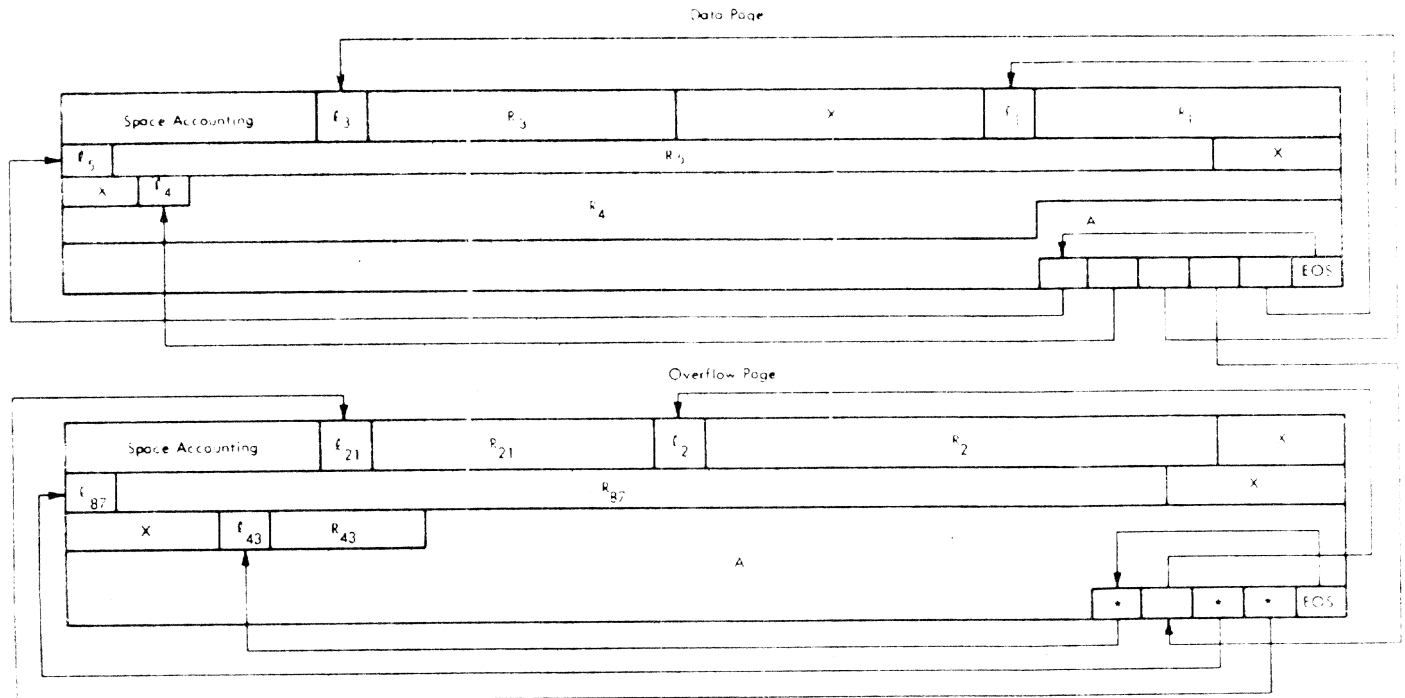 Data Page
Space Accounting ℓ3 R3 X ℓ1 R1
ℓ5 R5 X
X ℓ4
R4
A
EOS
Overflow Page
Space Accounting ℓ21 R21 ℓ2 R2 X
ℓ87 R87 X
X ℓ43 R43
A
* * * EOS